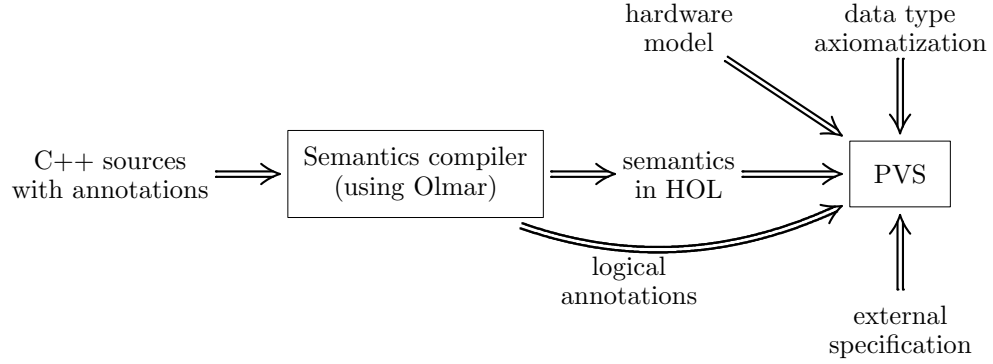 hardware
model
data type
axiomatization
C++ sources
with annotations
Semantics compiler
(using Olmar)
semantics
in HOL
PVS
logical
annotations
external
specification